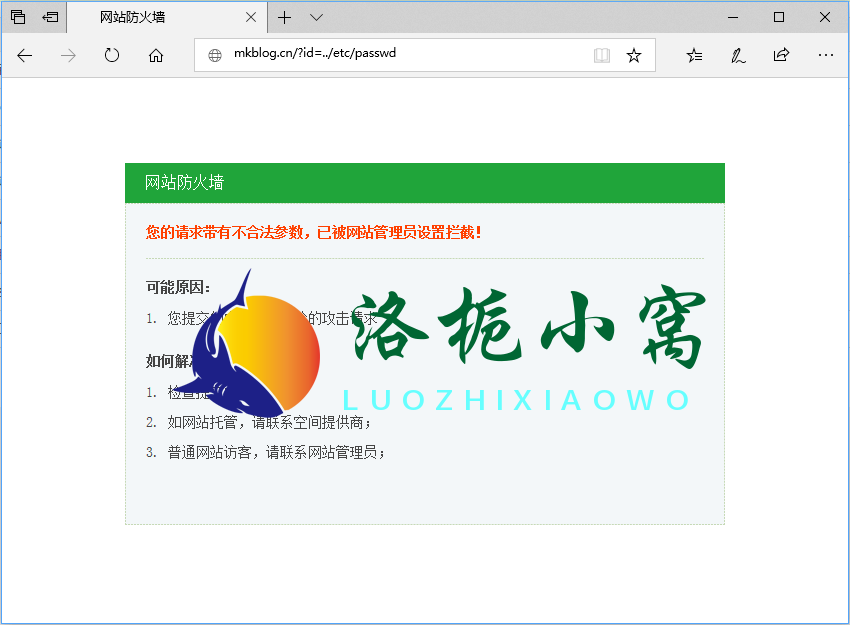 网站防火墙
mkblog.cn/?id=../etc/passwd
网站防火墙
您的请求带有不合法参数，已被网站管理员设置拦截！
可能原因：
1. 您提交 的攻击请求
如何解
1. 检查提
2. 如网站托管，请联系空间提供商；
3. 普通网站访客，请联系网站管理员；
洛栀小窝
LUOZHIXIAOWO